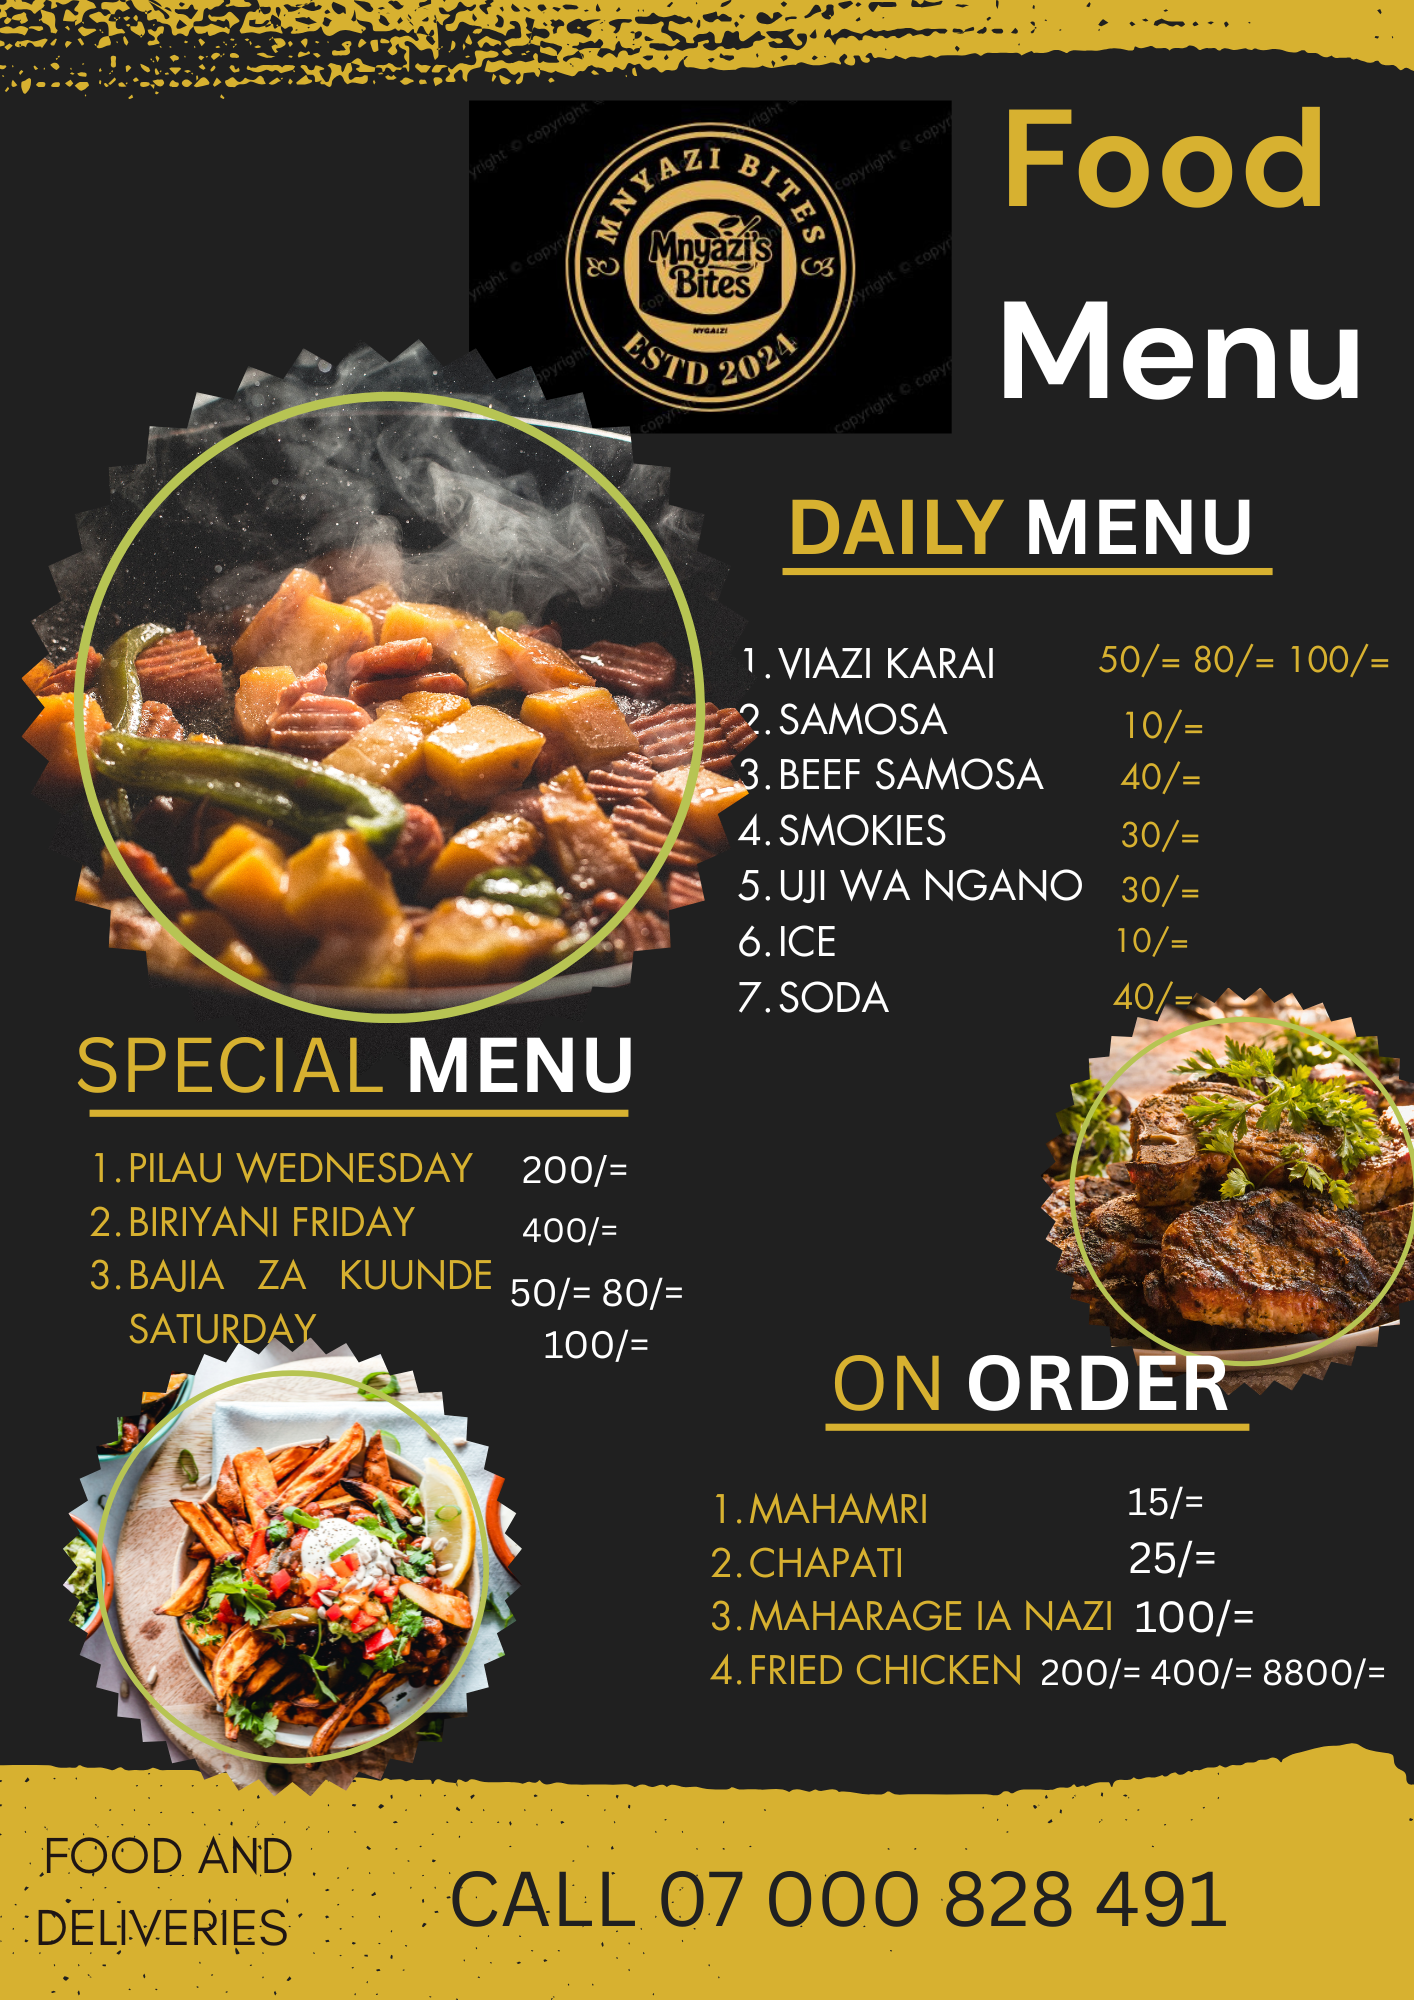 MNYAZI BITES
Mnyazi's
Bites
NYGAIZI
ESTD 2024
Food
Menu
DAILY MENU
1. VIAZI KARAI 50/= 80/= 100/=
2. SAMOSA 10/=
3. BEEF SAMOSA 40/=
4. SMOKIES 30/=
5. UJI WA NGANO 30/=
6. ICE 10/=
7. SODA 40/=
SPECIAL MENU
1. PILAU WEDNESDAY 200/=
2. BIRIYANI FRIDAY 400/=
3. BAJIA ZA KUUNDE 50/= 80/=
SATURDAY 100/=
ON ORDER
1. MAHAMRI 15/=
2. CHAPATI 25/=
3. MAHARAGE IA NAZI 100/=
4. FRIED CHICKEN 200/= 400/= 8800/=
FOOD AND
DELIVERIES
CALL 07 000 828 491